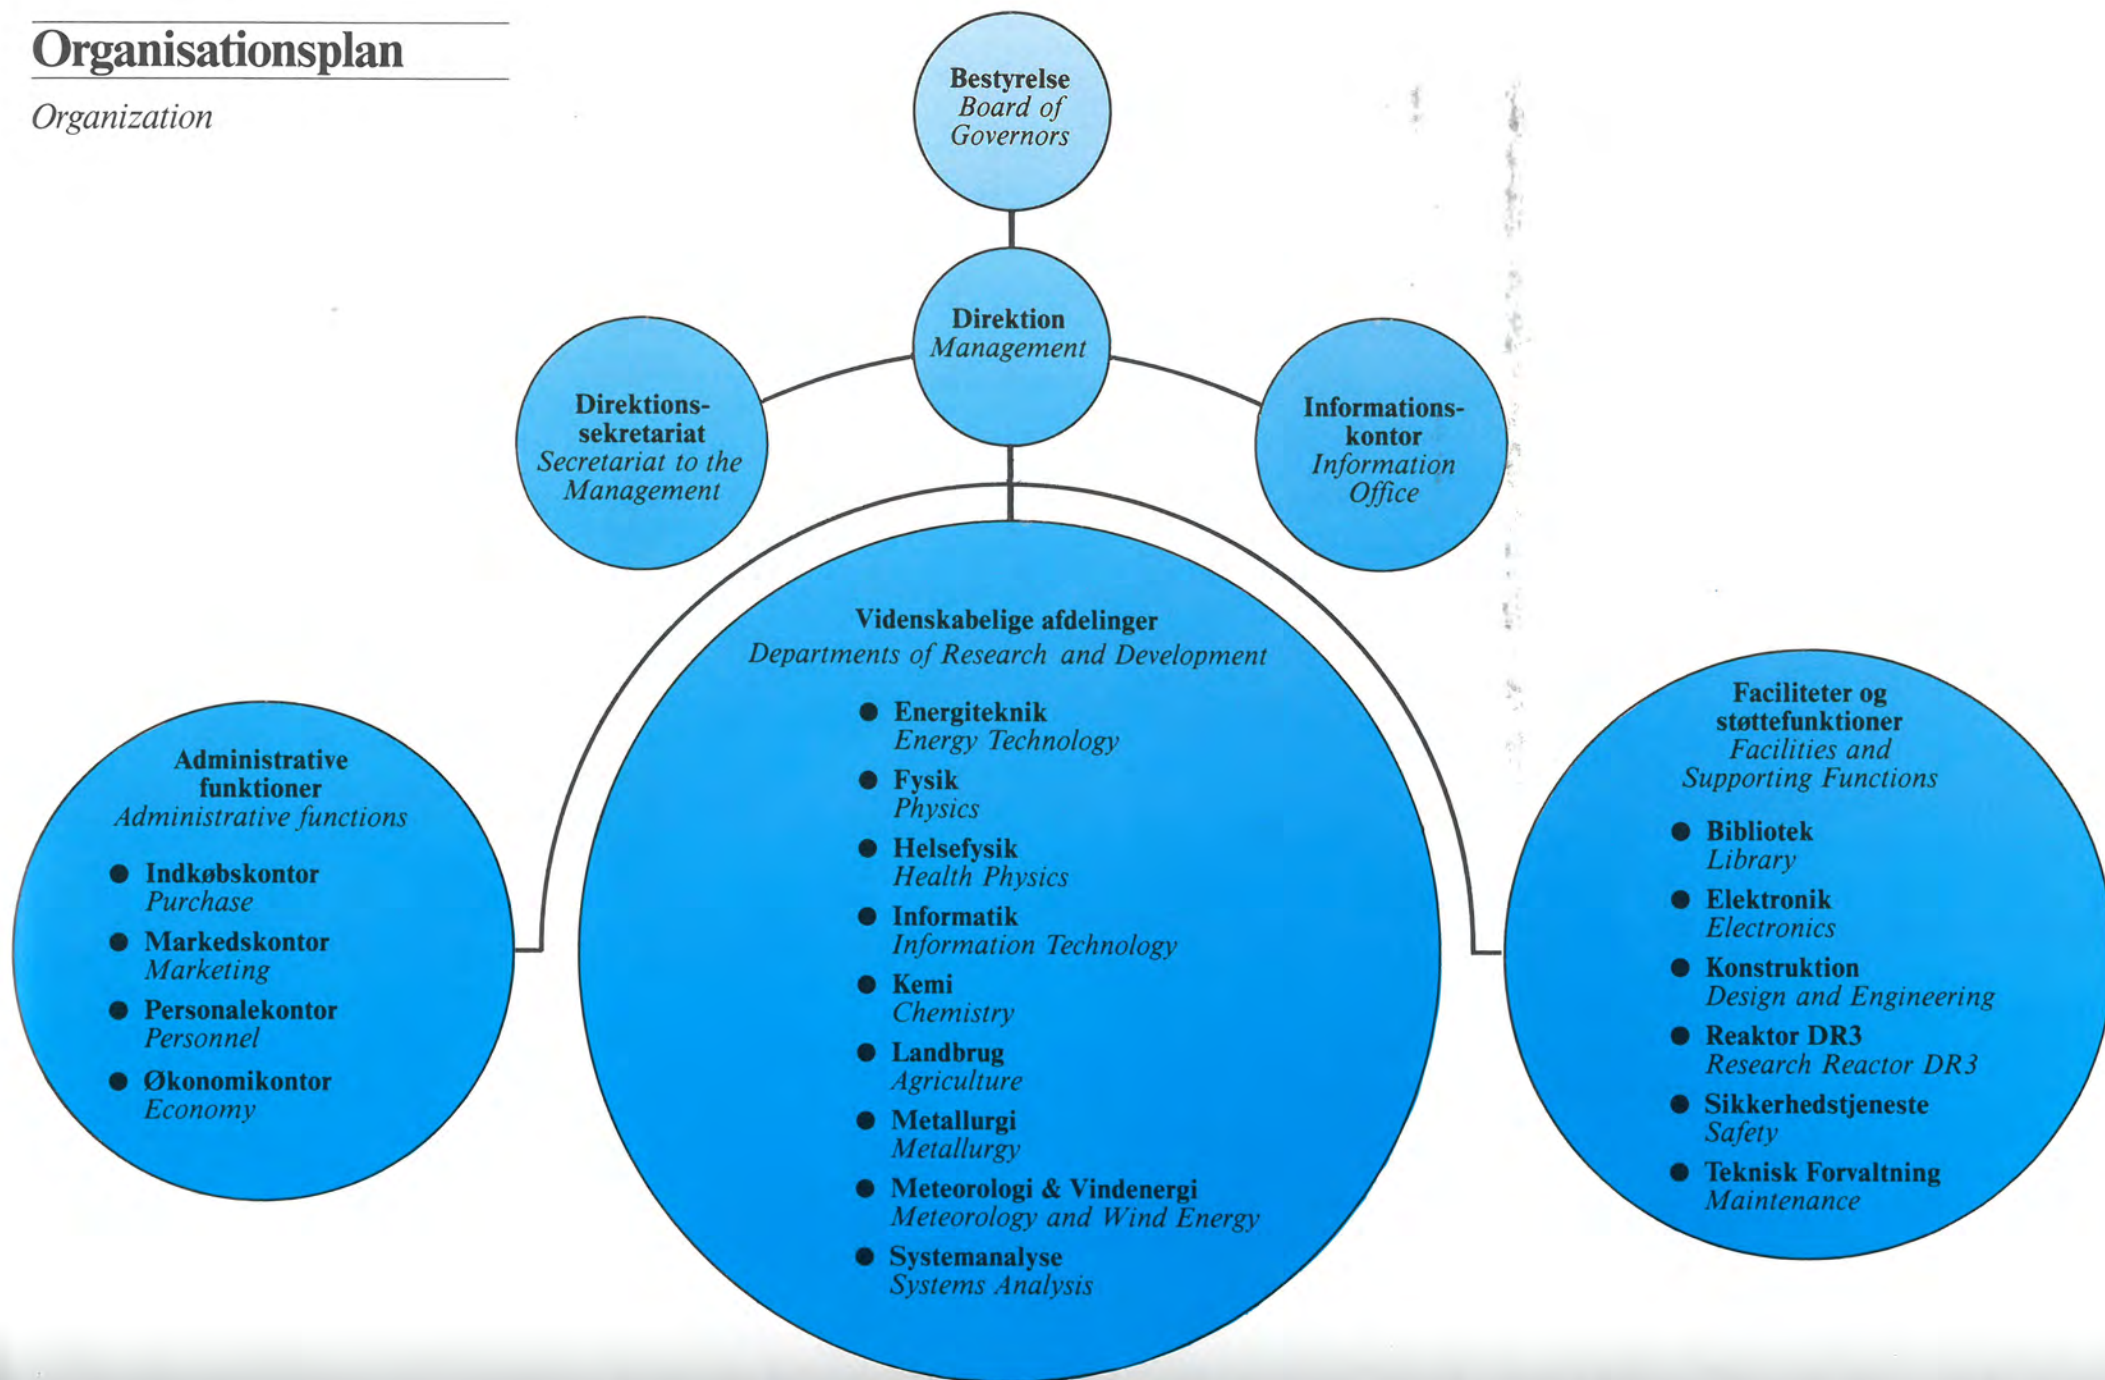 Organisationsplan
Organization
Bestyrelse
Board of
Governors
Direktion
Management
Direktions-
sekretariat
Secretariat to the
Management
Informations-
kontor
Information
Office
Administrative
funktioner
Administrative functions
● Indkøbskontor
Purchase
● Markedskontor
Marketing
● Personalekontor
Personnel
● Økonomikontor
Economy
Videnskabelige afdelinger
Departments of Research and Development
● Energiteknik
Energy Technology
● Fysik
Physics
● Helsefysik
Health Physics
● Informatik
Information Technology
● Kemi
Chemistry
● Landbrug
Agriculture
● Metallurgi
Metallurgy
● Meteorologi & Vindenergi
Meteorology and Wind Energy
● Systemanalyse
Systems Analysis
Faciliteter og
støttefunktioner
Facilities and
Supporting Functions
● Bibliotek
Library
● Elektronik
Electronics
● Konstruktion
Design and Engineering
● Reaktor DR3
Research Reactor DR3
● Sikkerhedstjeneste
Safety
● Teknisk Forvaltning
Maintenance